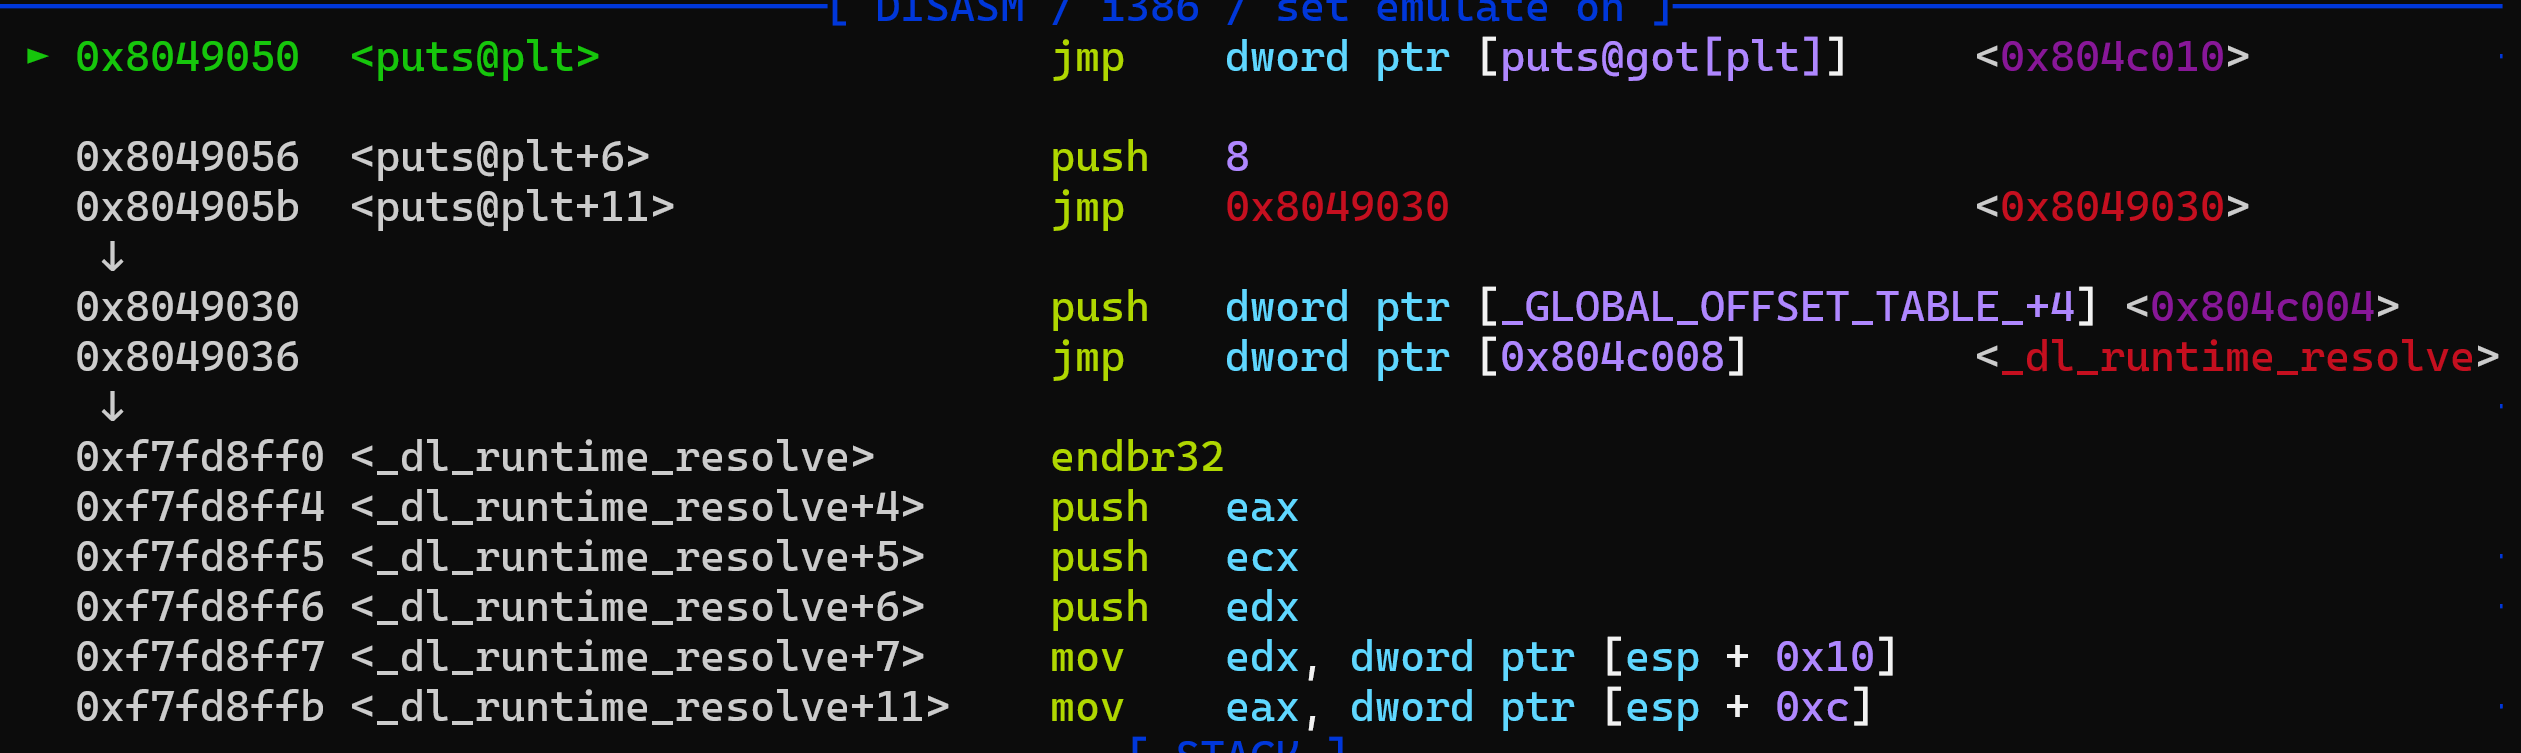 [ DISASM / i386 / set emulate on ]
► 0x8049050  <puts@plt>                  jmp   dword ptr [puts@got[plt]]     <0x804c010>
0x8049056  <puts@plt+6>                push   8
0x804905b  <puts@plt+11>               jmp   0x8049030                     <0x8049030>
↓
0x8049030                              push   dword ptr [_GLOBAL_OFFSET_TABLE_+4] <0x804c004>
0x8049036                              jmp   dword ptr [0x804c008]         <_dl_runtime_resolve>
↓
0xf7fd8ff0 <_dl_runtime_resolve>       endbr32
0xf7fd8ff4 <_dl_runtime_resolve+4>     push   eax
0xf7fd8ff5 <_dl_runtime_resolve+5>     push   ecx
0xf7fd8ff6 <_dl_runtime_resolve+6>     push   edx
0xf7fd8ff7 <_dl_runtime_resolve+7>     mov    edx, dword ptr [esp + 0x10]
0xf7fd8ffb <_dl_runtime_resolve+11>    mov    eax, dword ptr [esp + 0xc]
[ STACK ]